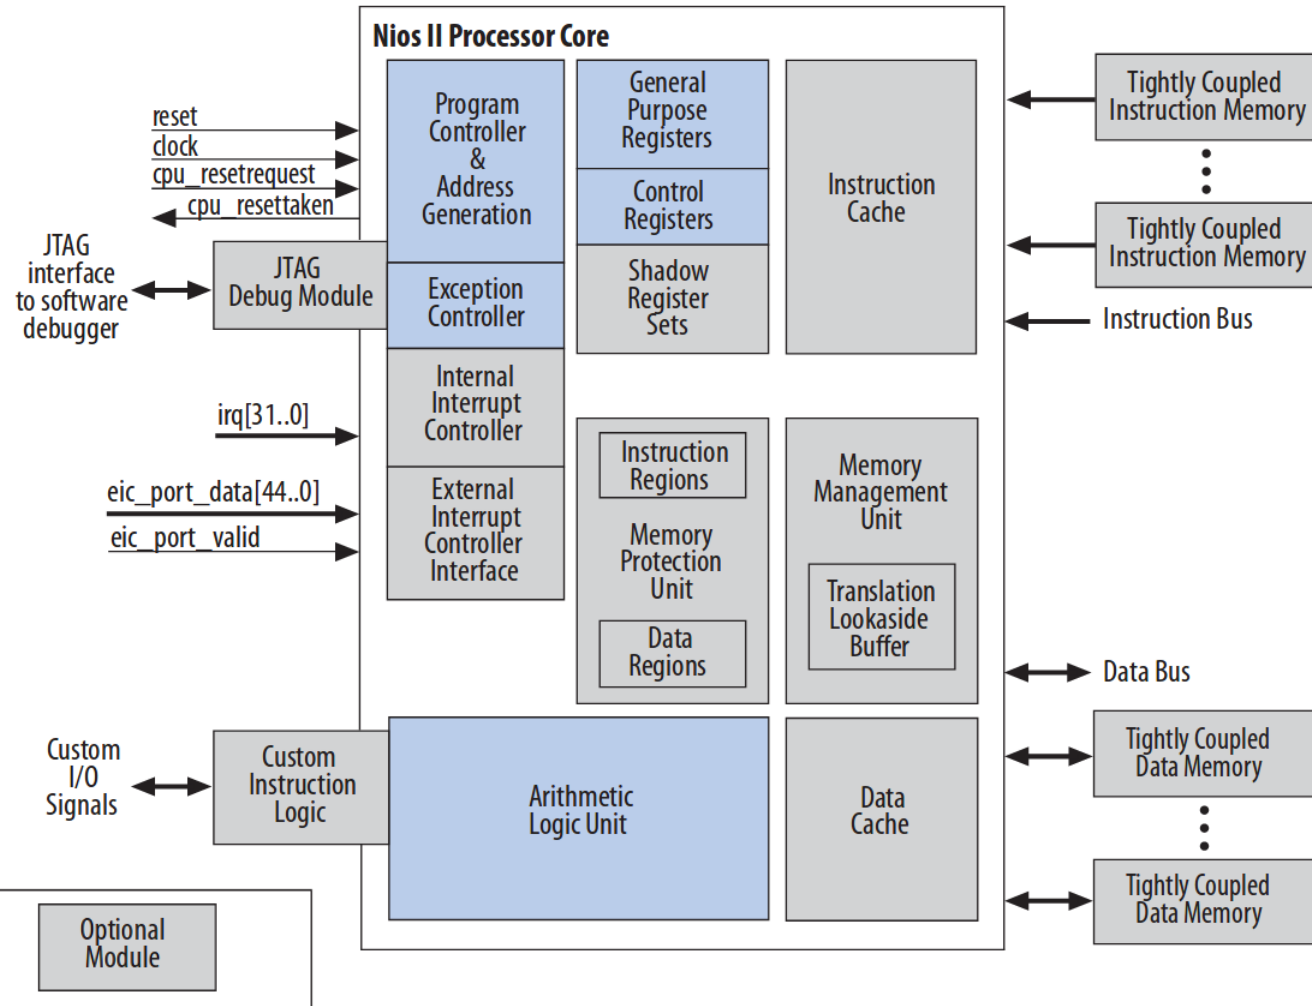 Nios II Processor Core
reset
clock
cpu_resetrequest
cpu_resettaken
JTAG
interface
to software
debugger
JTAG
Debug Module
irq[31..0]
eic_port_data[44..0]
eic_port_valid
Custom
I/O
Signals
Custom
Instruction
Logic
Program
Controller
&
Address
Generation
Exception
Controller
Internal
Interrupt
Controller
External
Interrupt
Controller
Interface
General
Purpose
Registers
Control
Registers
Shadow
Register
Sets
Instruction
Cache
Instruction
Regions
Memory
Protection
Unit
Data
Regions
Memory
Management
Unit
Translation
Lookaside
Buffer
Arithmetic
Logic Unit
Data
Cache
Tightly Coupled
Instruction Memory
Tightly Coupled
Instruction Memory
Instruction Bus
Data Bus
Tightly Coupled
Data Memory
Tightly Coupled
Data Memory
Optional
Module